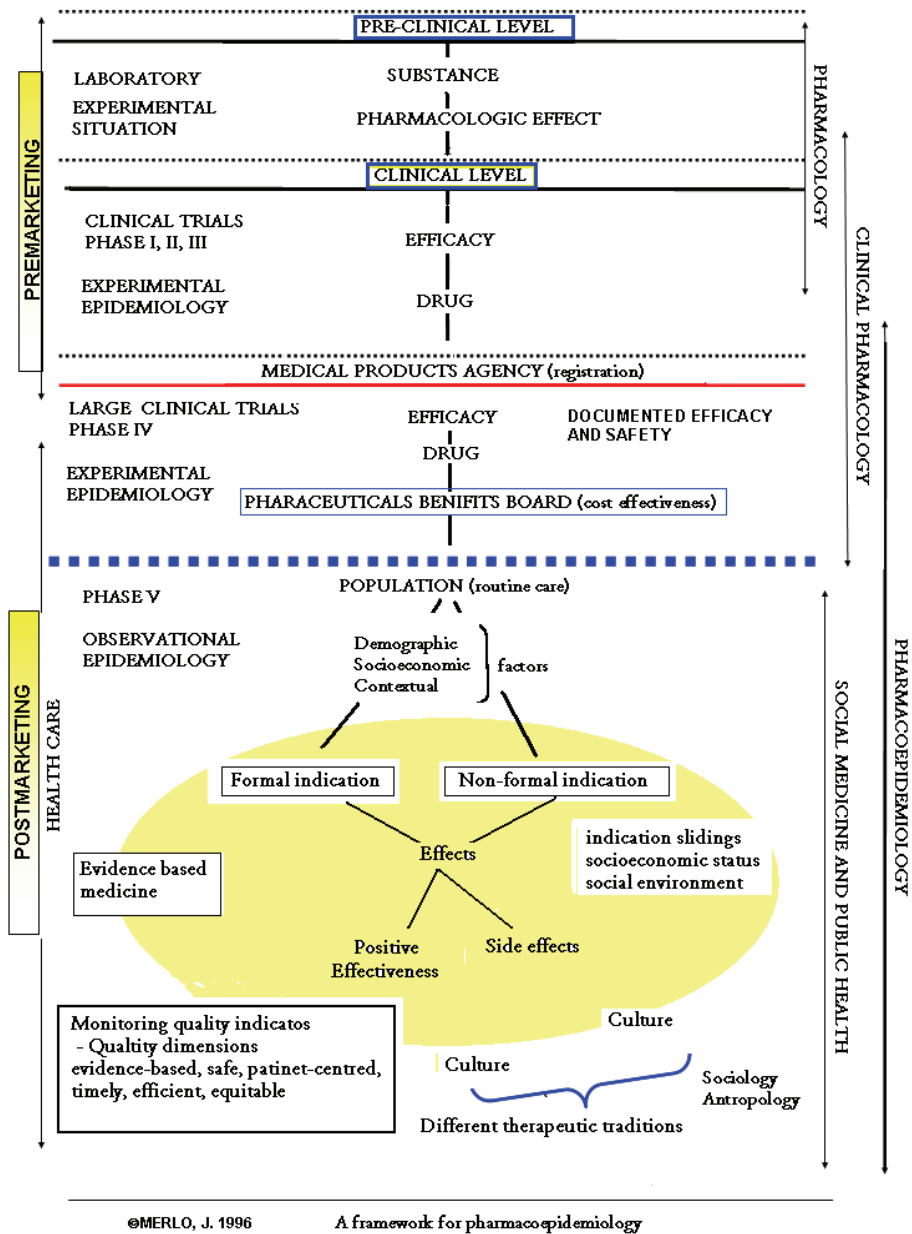 PRE-CLINICAL LEVEL
LABORATORY
SUBSTANCE
EXPERIMENTAL
SITUATION
PHARMACOLOGIC EFFECT
PHARMACOLOGY
CLINICAL LEVEL
PREMARKETING
CLINICAL TRIALS
PHASE I, II, III
EFFICACY
EXPERIMENTAL
EPIDEMIOLOGY
DRUG
CLINICAL PHARMACOLOGY
MEDICAL PRODUCTS AGENCY (registration)
LARGE CLINICAL TRIALS
PHASE IV
EFFICACY
DOCUMENTED EFFICACY
AND SAFETY
DRUG
EXPERIMENTAL
EPIDEMIOLOGY
PHARACEUTICALS BENIFITS BOARD (cost effectiveness)
POPULATION (routine care)
PHASE V
OBSERVATIONAL
EPIDEMIOLOGY
Demographic
Socioeconomic
Contextual
factors
POSTMARKETING
HEALTH CARE
SOCIAL MEDICINE AND PUBLIC HEALTH
PHARMACOEPIDEMIOLOGY
Formal indication
Non-formal indication
Effects
indication slidings
socioeconomic status
social environment
Evidence based
medicine
Positive
Effectiveness
Side effects
Monitoring quality indicatos
- Qualtity dimensions
evidence-based, safe, patinet-centred,
timely, efficient, equitable
Culture
Culture
Sociology
Antropology
Different therapeutic traditions
©MERLO, J. 1996
A framework for pharmacoepidemiology